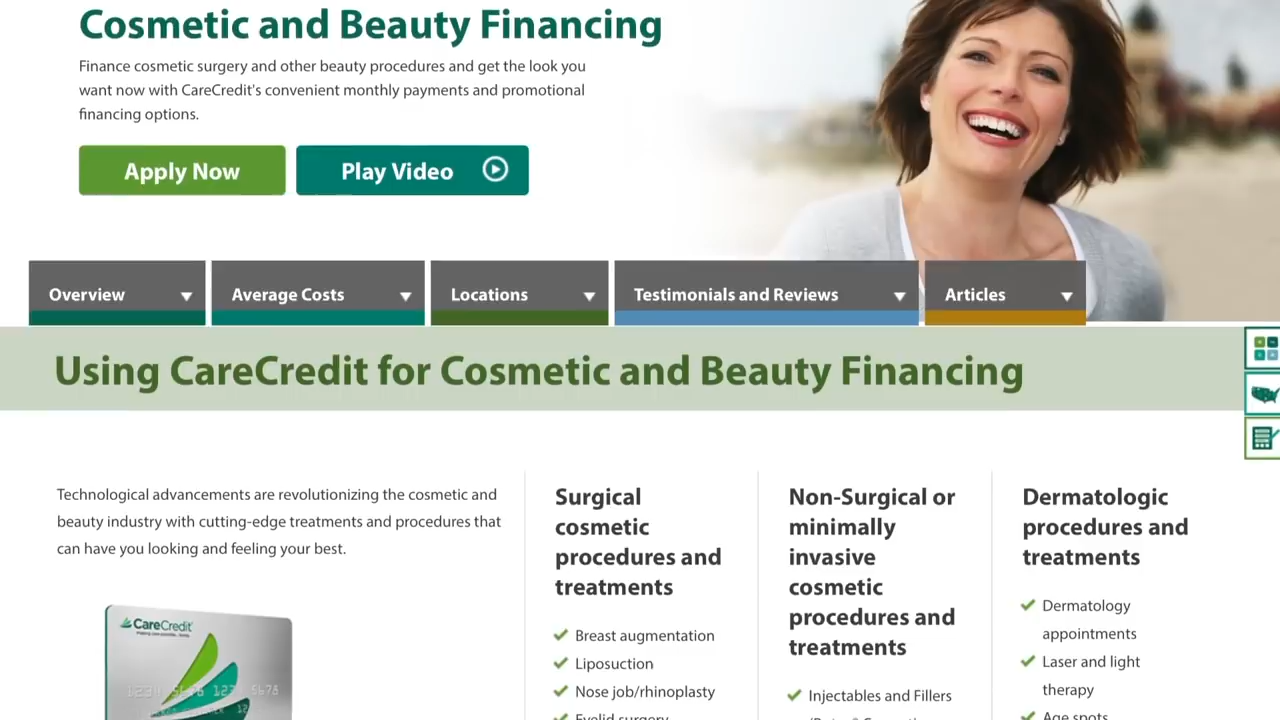 Cosmetic and Beauty Financing
Finance cosmetic surgery and other beauty procedures and get the look you
want now with CareCredit's convenient monthly payments and promotional
financing options.
Apply Now
Play Video
Overview
Average Costs
Locations
Testimonials and Reviews
Articles
Using CareCredit for Cosmetic and Beauty Financing
Technological advancements are revolutionizing the cosmetic and
beauty industry with cutting-edge treatments and procedures that
can have you looking and feeling your best.
CareCredit
Surgical
cosmetic
procedures and
treatments
Breast augmentation
Liposuction
Nose job/rhinoplasty
Eyelid surgery
Non-Surgical or
minimally
invasive
cosmetic
procedures and
treatments
Injectables and Fillers
Dermatologic
procedures and
treatments
Dermatology
appointments
Laser and light
therapy
Age spots